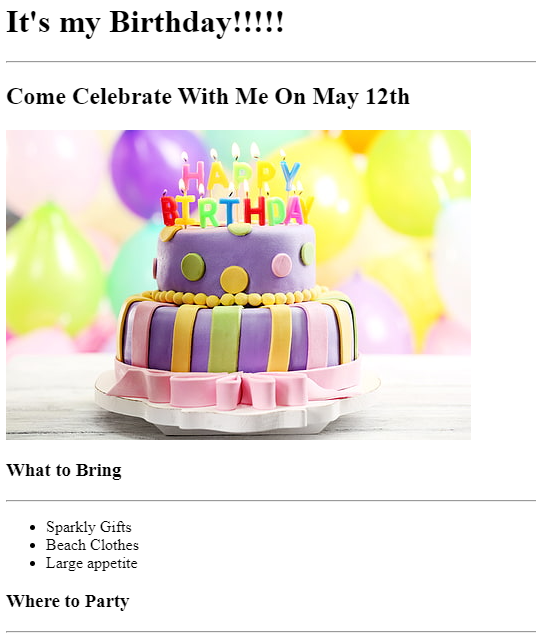 It's my Birthday!!!!!
Come Celebrate With Me On May 12th
HAPPY
BIRTHDAY
What to Bring
Sparkly Gifts
Beach Clothes
Large appetite
Where to Party